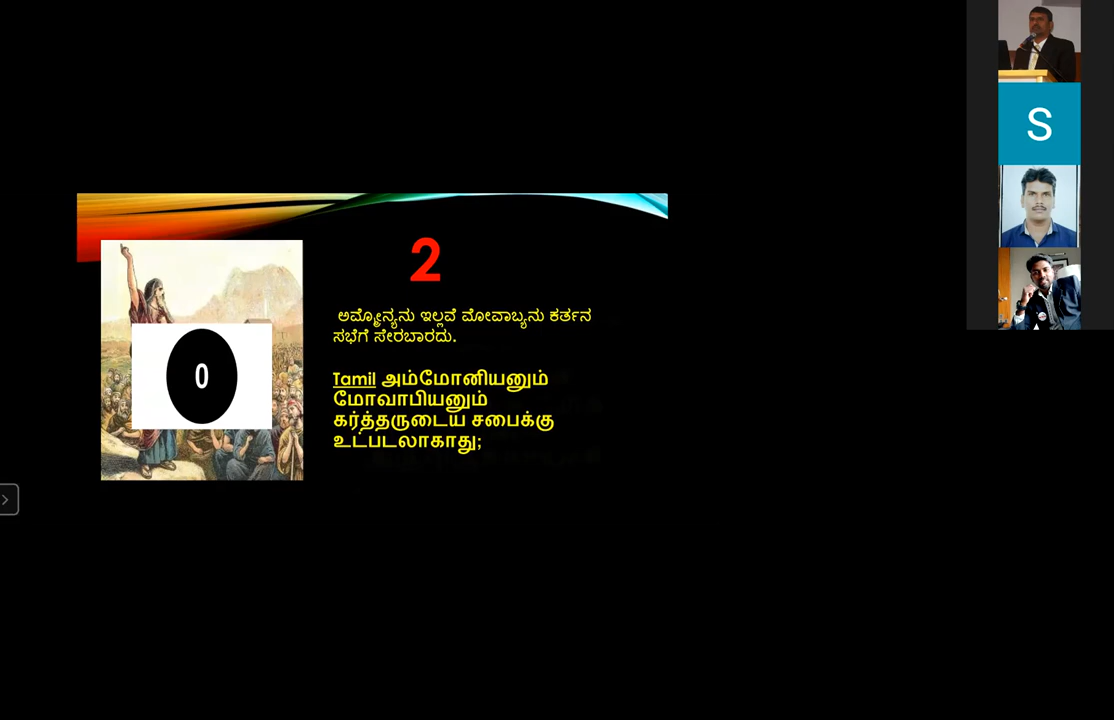 2
ಅಮ್ಮೋನ್ಯನು ಇಲ್ಲವೆ ಮೋವಾಬ್ಯನು ಕರ್ತನ
ಸಭೆಗೆ ಸೇರಬಾರದು.
Tamil அம்மோனியனும்
மோவாபியனும்
கர்த்தருடைய சபைக்கு
உட்படலாகாது;
0
S